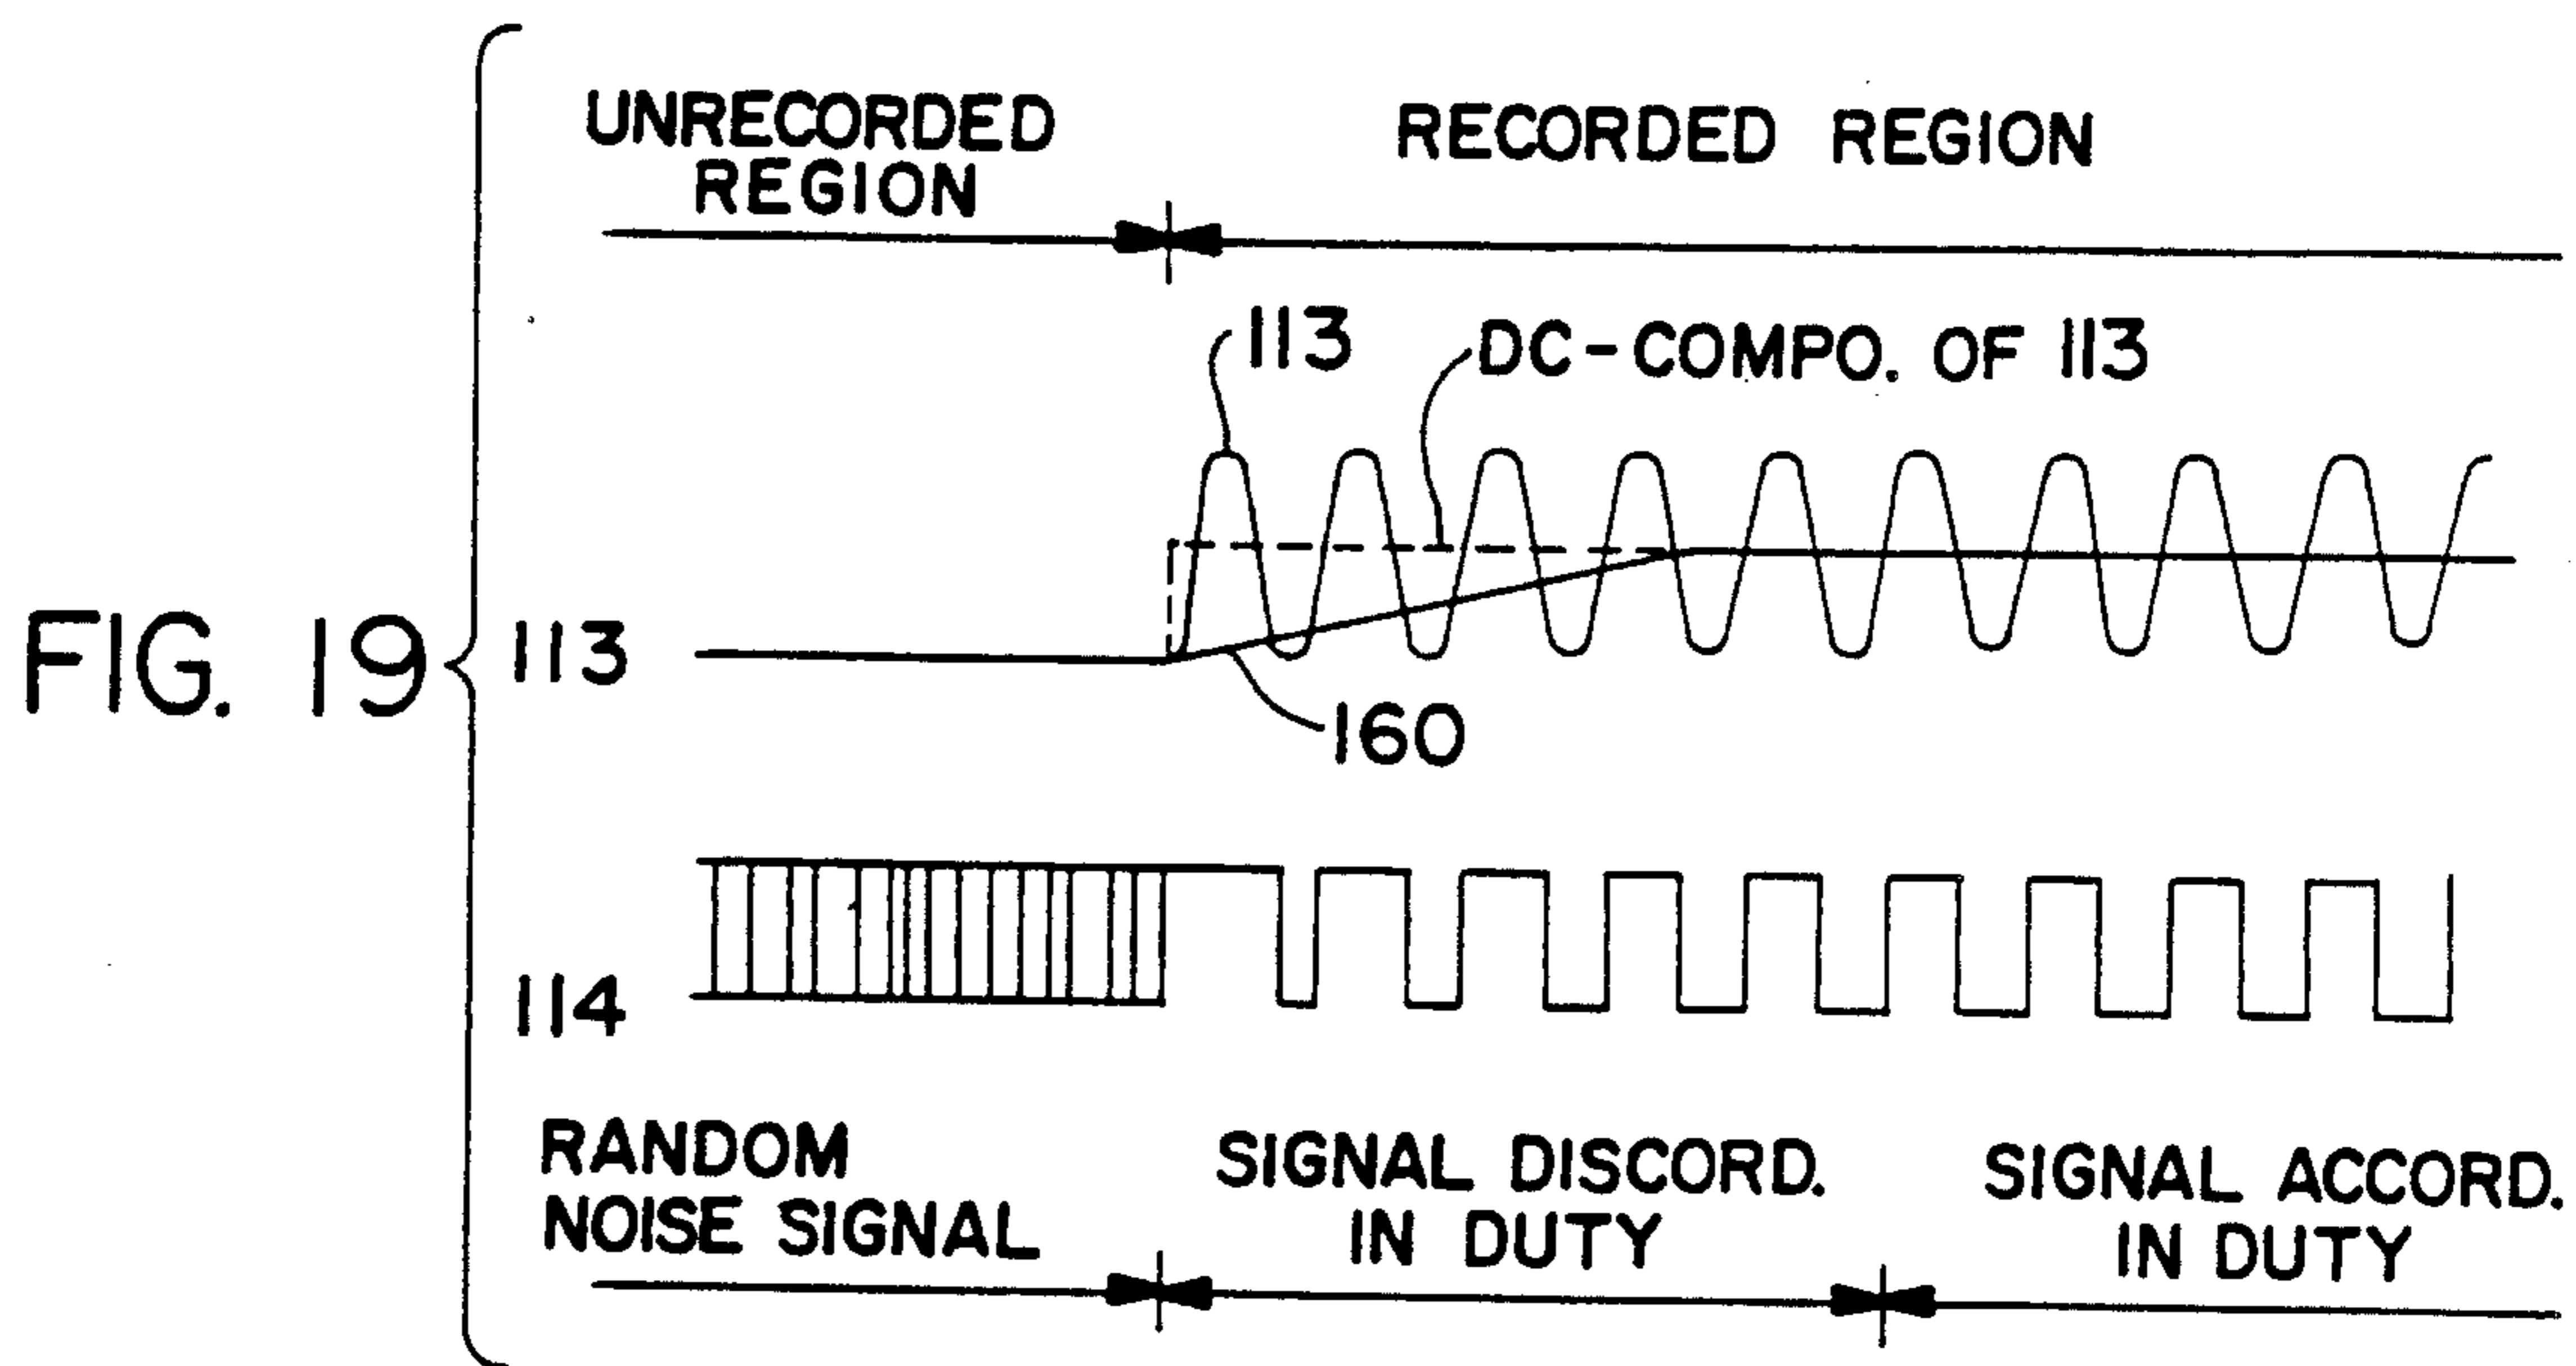 UNRECORDED
REGION
RECORDED REGION
113
DC-COMPO. OF 113
FIG. 19
113
160
114
RANDOM
NOISE SIGNAL
SIGNAL DISCORD.
IN DUTY
SIGNAL ACCORD.
IN DUTY